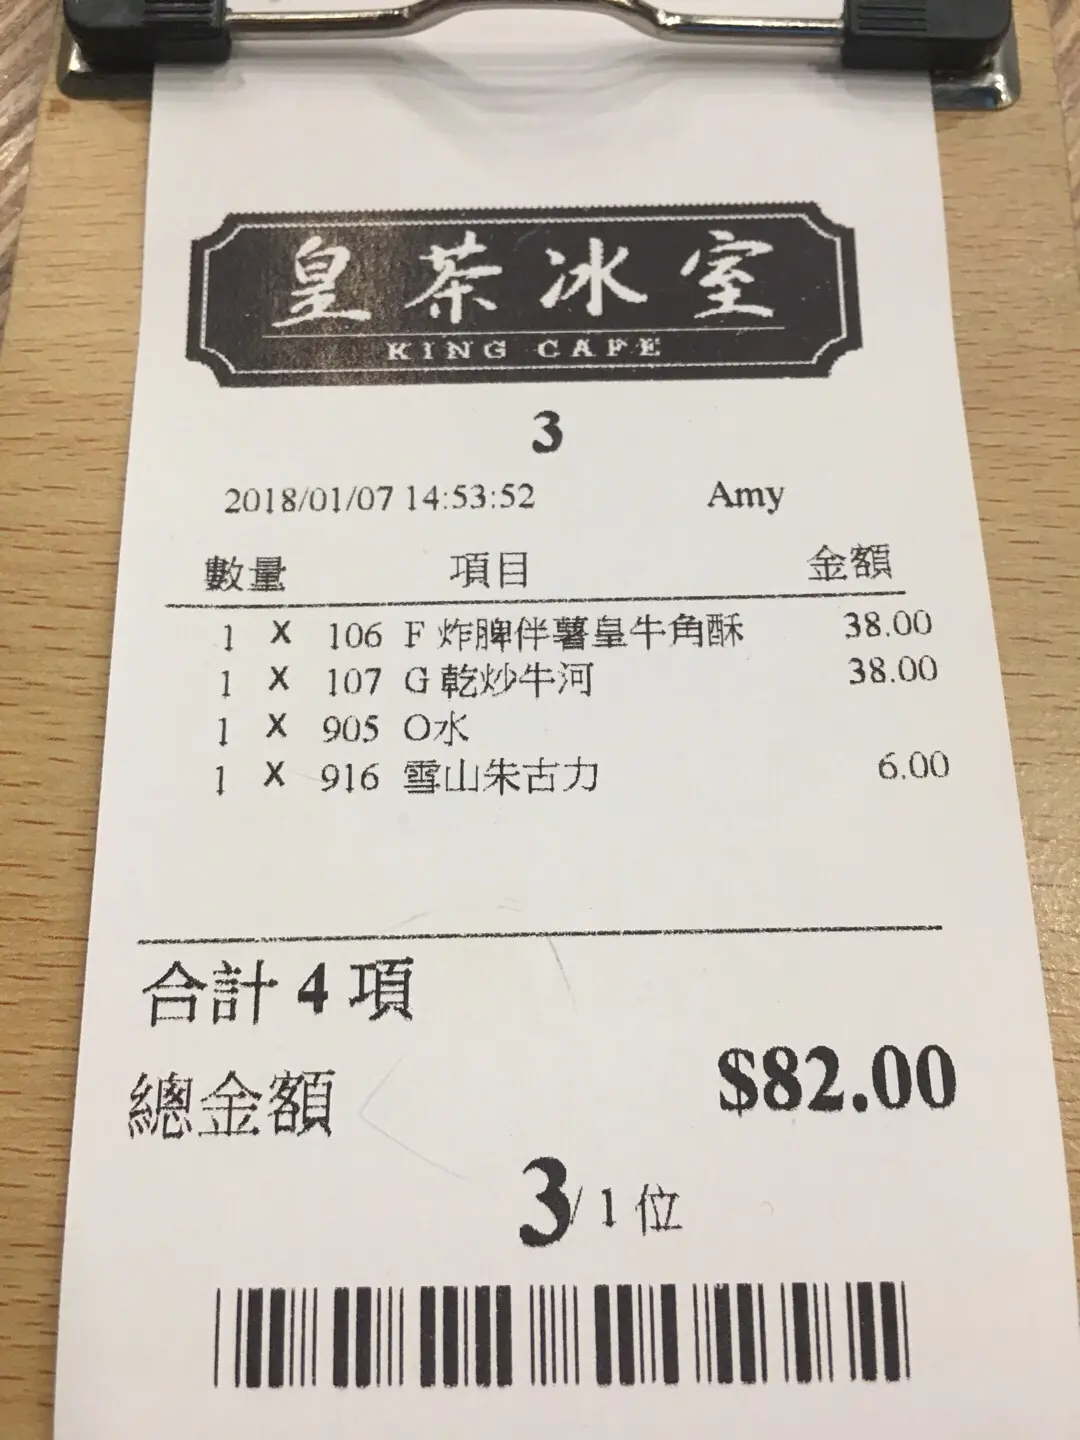 皇茶冰室
KING CAFE
3
2018/01/07 14:53:52 Amy
數量 項目 金額
1 X 106 F 炸脾伴薯皇牛角酥 38.00
1 X 107 G 乾炒牛河 38.00
1 X 905 O水
1 X 916 雪山朱古力 6.00
合計 4 項
總金額 $82.00
3/ 1 位